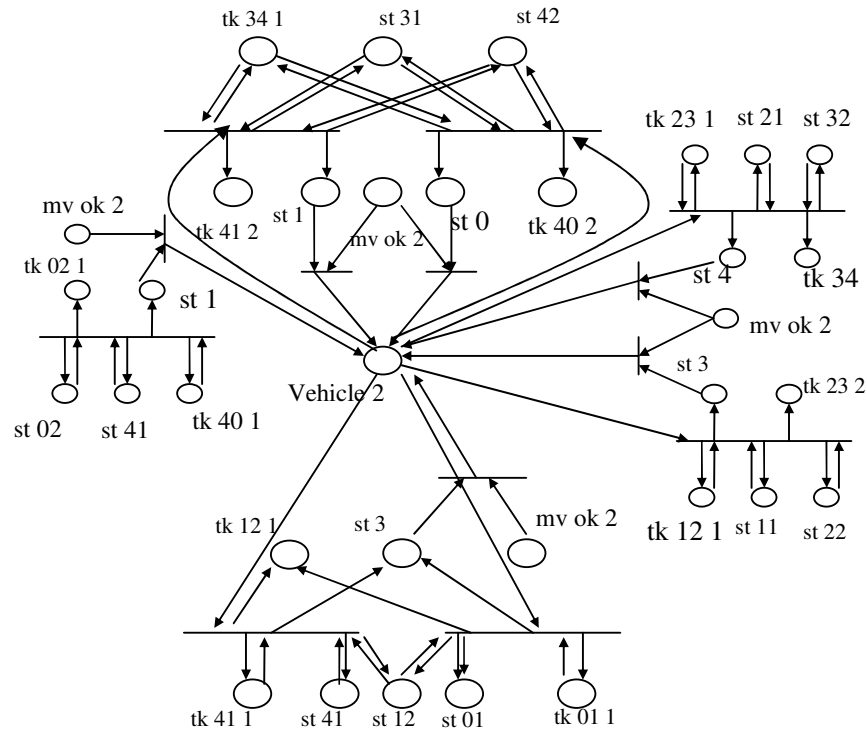 tk 34 1
st 31
st 42
tk 23 1
st 21
st 32
mv ok 2
tk 41 2
st 1
mv ok 2
st 0
tk 40 2
tk 02 1
st 1
st 4
tk 34
mv ok 2
st 3
tk 23 2
Vehicle 2
st 02
st 41
tk 40 1
tk 12 1
st 3
mv ok 2
tk 12 1
st 11
st 22
tk 41 1
st 41
st 12
st 01
tk 01 1